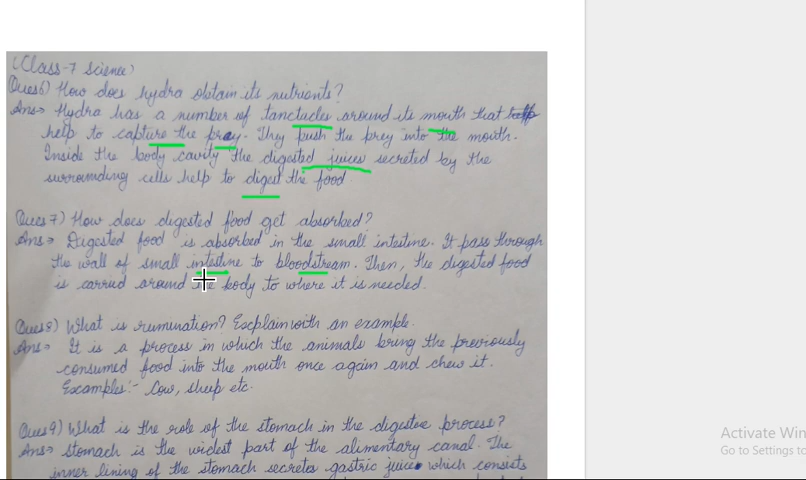 (Class-7 Science)
Ques6) How does hydra obtain its nutrients?
Ans⇒ Hydra has a number of tanctucles around its mouth that
help to capture the pray. They push the prey into the mouth.
Inside the body cavity the digested juices secreted by the
surrounding cells help to digest the food.
Ques7) How does digested food get absorbed?
Ans⇒ Digested food is absorbed in the small intestine. It pass through
the wall of small intestine to bloodstream. Then, the digested food
is carried around the body to where it is needed.
Ques8) What is rumination? Explain with an example.
Ans⇒ It is a process in which the animals bring the previously
consumed food into the mouth once again and chew it.
Examples:- Cow, sheep etc.
Ques9) What is the role of the stomach in the digestive process?
Ans⇒ Stomach is the widest part of the alimentary canal. The
inner lining of the stomach secretes gastric juice which consists
Activate Win
Go to Settings to